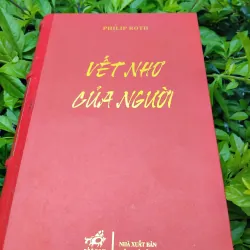 PHILIP ROTH
VẾT NHƠ
CỦA NGƯỜI
NHÀ XUẤT BẢN